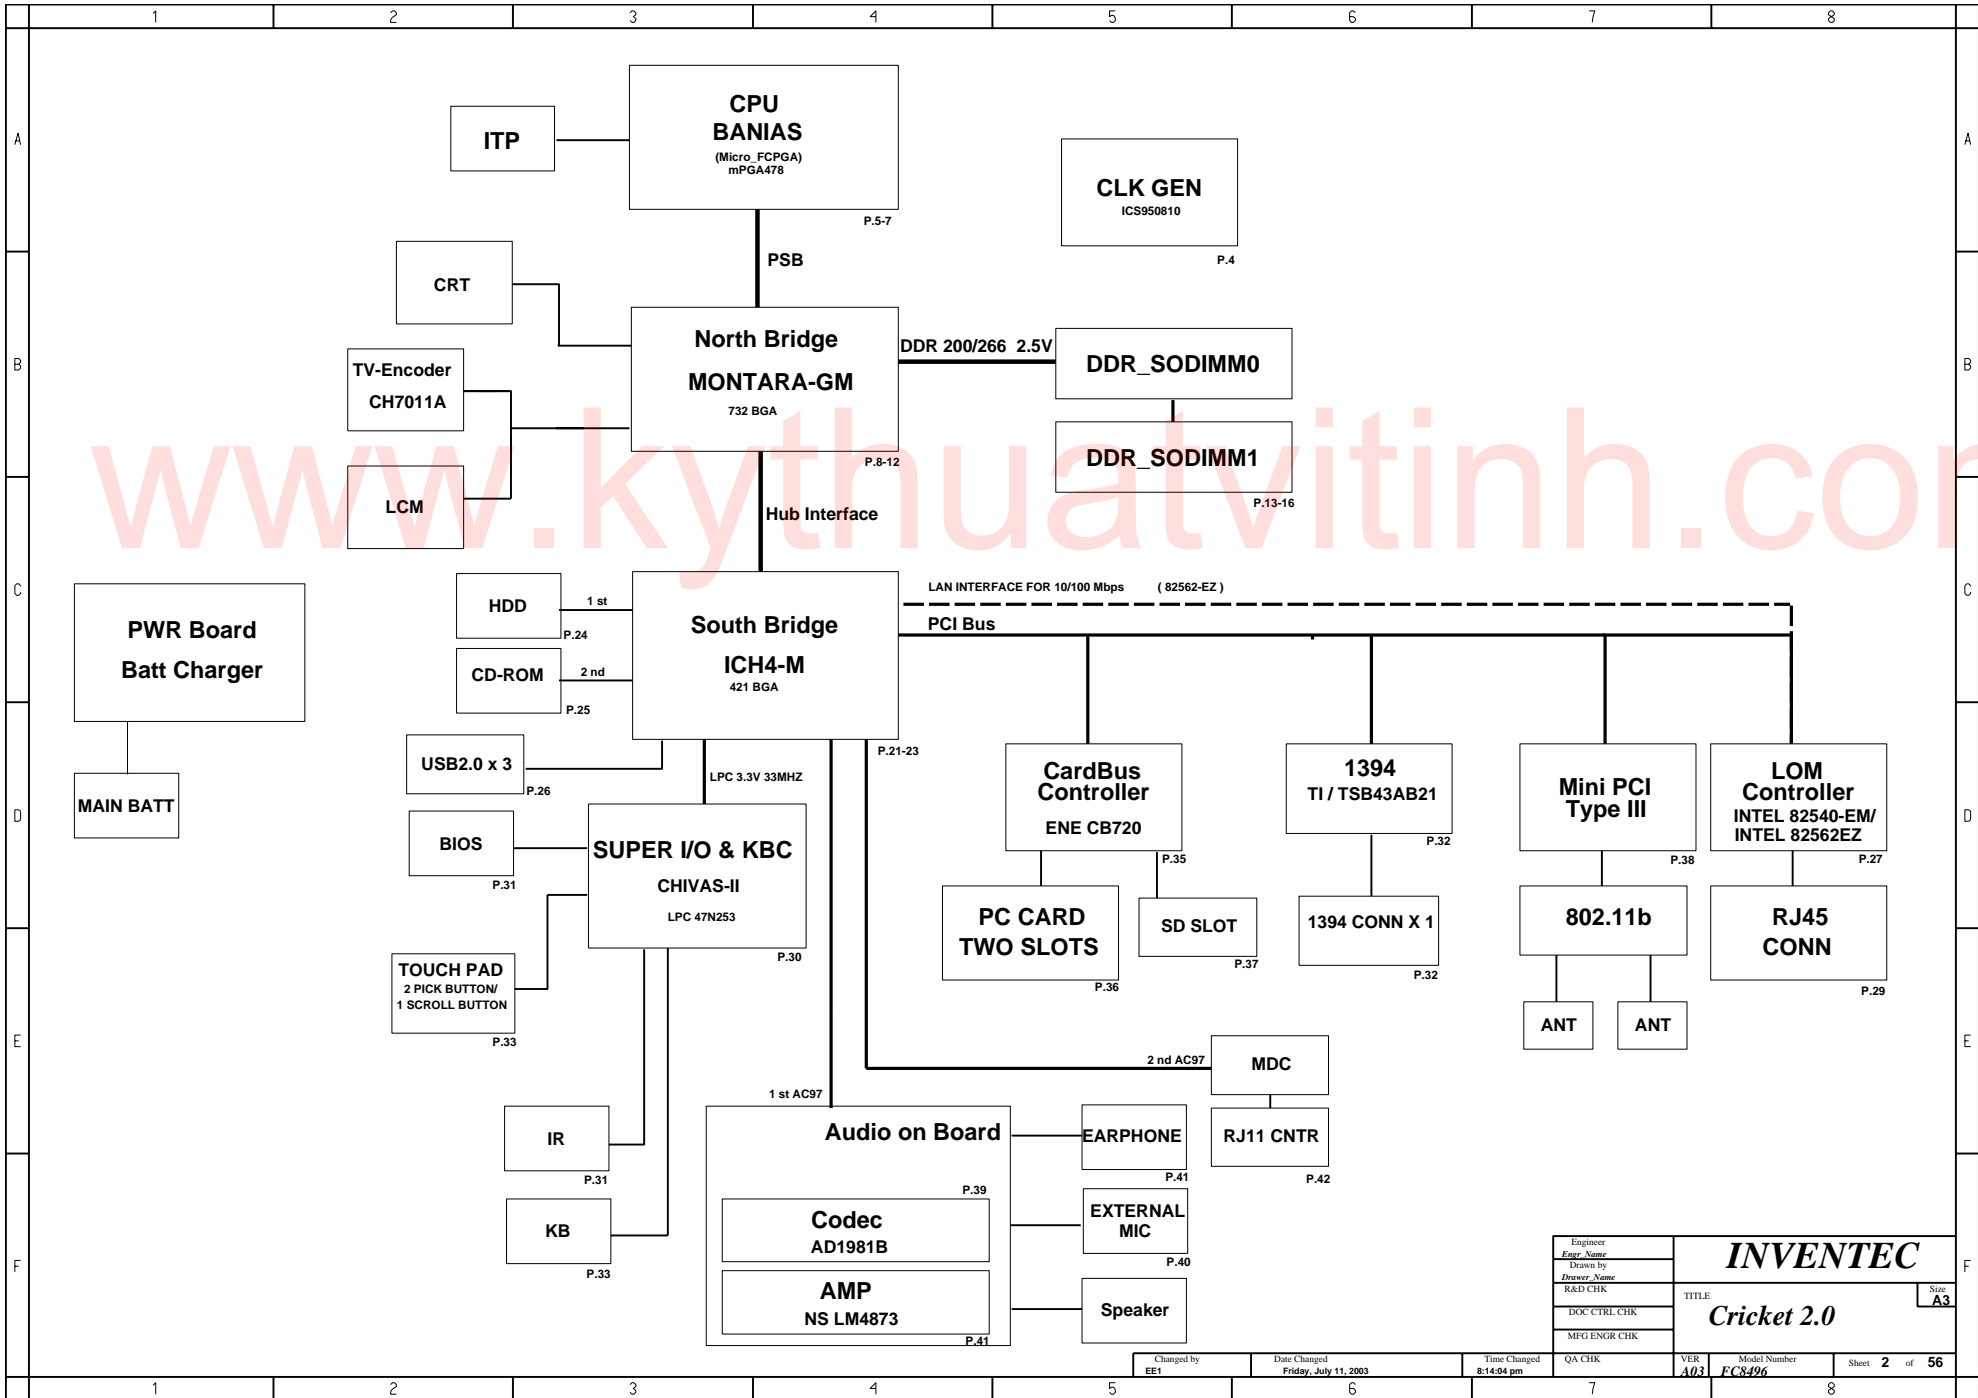 1 2 3 4 5 6 7 8
A
B
C
D
E
F
A
B
C
D
E
F
CPU
BANIAS
(Micro_FCPGA)
mPGA478
P.5-7
ITP
CLK GEN
ICS950810
P.4
PSB
CRT
North Bridge
MONTARA-GM
732 BGA
P.8-12
DDR 200/266 2.5V
DDR_SODIMM0
DDR_SODIMM1
P.13-16
TV-Encoder
CH7011A
LCM
www.kythuatvitinh.com
Hub Interface
PWR Board
Batt Charger
MAIN BATT
HDD
1 st
P.24
CD-ROM
2 nd
P.25
South Bridge
ICH4-M
421 BGA
P.21-23
LAN INTERFACE FOR 10/100 Mbps ( 82562-EZ )
PCI Bus
USB2.0 x 3
P.26
LPC 3.3V 33MHZ
BIOS
P.31
SUPER I/O & KBC
CHIVAS-II
LPC 47N253
P.30
TOUCH PAD
2 PICK BUTTON/
1 SCROLL BUTTON
P.33
IR
P.31
KB
P.33
CardBus
Controller
ENE CB720
P.35
PC CARD
TWO SLOTS
P.36
SD SLOT
P.37
1394
TI / TSB43AB21
P.32
1394 CONN X 1
P.32
Mini PCI
Type III
P.38
802.11b
ANT
ANT
LOM
Controller
INTEL 82540-EM/
INTEL 82562EZ
P.27
RJ45
CONN
P.29
2 nd AC97
MDC
RJ11 CNTR
P.42
1 st AC97
Audio on Board
P.39
Codec
AD1981B
AMP
NS LM4873
P.41
EARPHONE
P.41
EXTERNAL
MIC
P.40
Speaker
Engineer
Engr_Name
Drawn by
Drawer_Name
R&D CHK
DOC CTRL CHK
MFG ENGR CHK
QA CHK
INVENTEC
TITLE
Cricket 2.0
Size
A3
Changed by
EE1
Date Changed
Friday, July 11, 2003
Time Changed
8:14:04 pm
VER
A03
Model Number
FC8496
Sheet 2 of 56
1 2 3 4 5 6 7 8